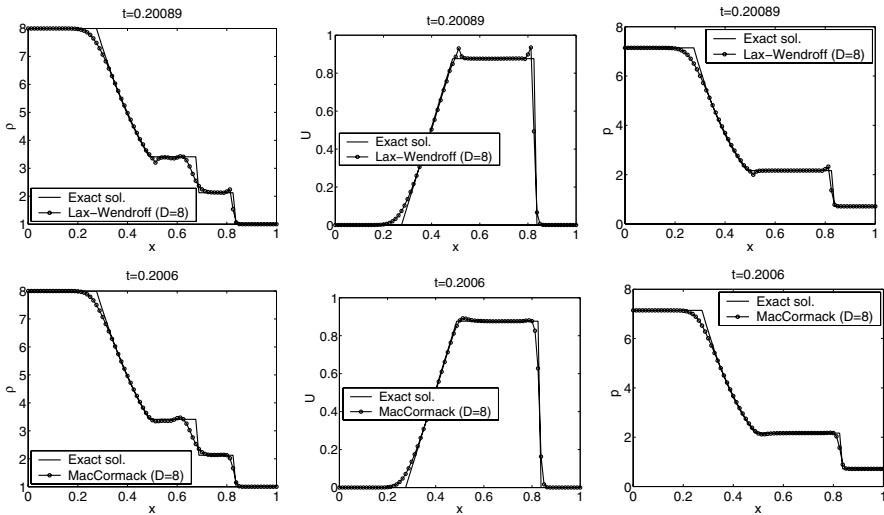 t=0.20089
ρ
8
7
6
5
4
3
2
1
Exact sol.
Lax−Wendroff (D=8)
0 0.2 0.4 0.6 0.8 1
x
t=0.20089
U
1
0.8
0.6
0.4
0.2
0
Exact sol.
Lax−Wendroff (D=8)
0 0.2 0.4 0.6 0.8 1
x
t=0.20089
p
8
6
4
2
0
Exact sol.
Lax−Wendroff (D=8)
0 0.2 0.4 0.6 0.8 1
x
t=0.2006
ρ
8
7
6
5
4
3
2
1
Exact sol.
MacCormack (D=8)
0 0.2 0.4 0.6 0.8 1
x
t=0.2006
U
1
0.8
0.6
0.4
0.2
0
Exact sol.
MacCormack (D=8)
0 0.2 0.4 0.6 0.8 1
x
t=0.2006
p
8
6
4
2
0
Exact sol.
MacCormack (D=8)
0 0.2 0.4 0.6 0.8 1
x